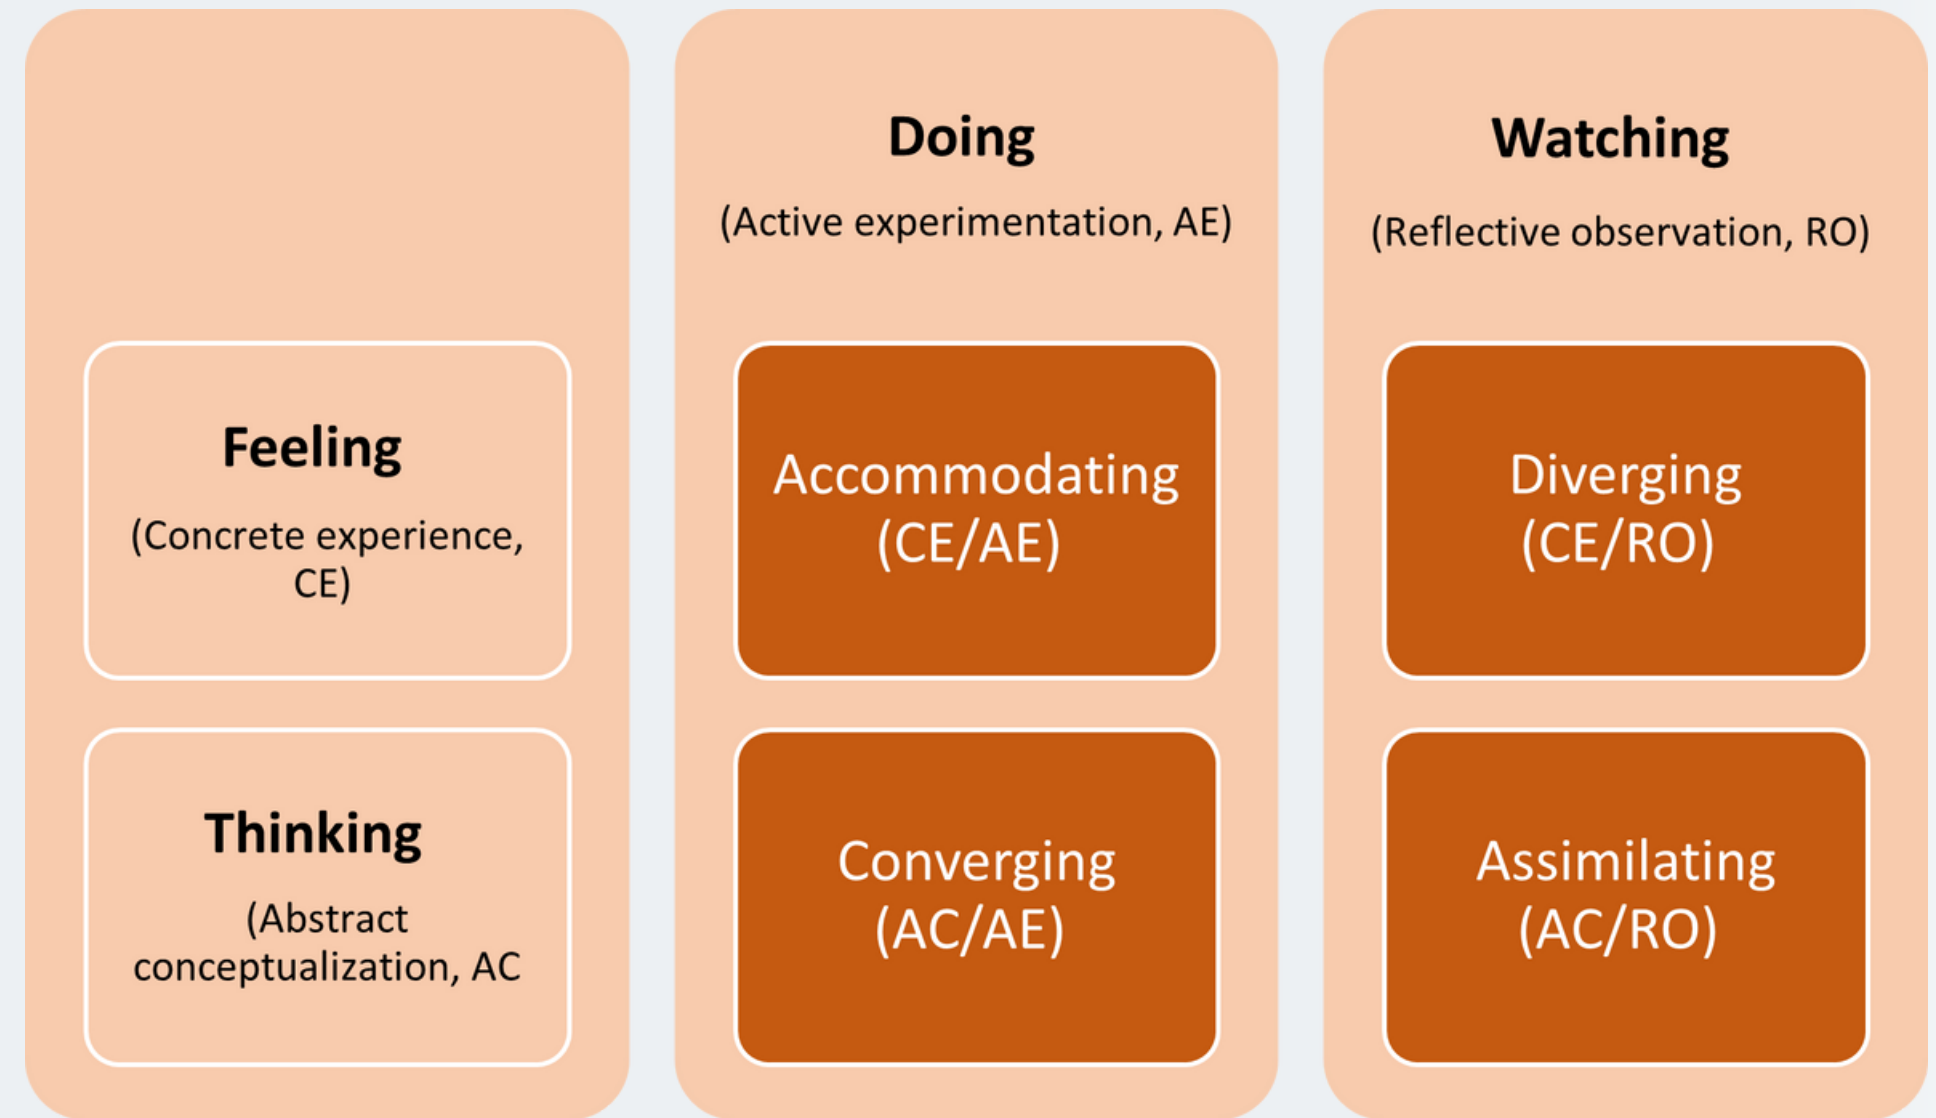 Doing
(Active experimentation, AE)
Watching
(Reflective observation, RO)
Feeling
(Concrete experience,
CE)
Accommodating
(CE/AE)
Diverging
(CE/RO)
Thinking
(Abstract
conceptualization, AC
Converging
(AC/AE)
Assimilating
(AC/RO)